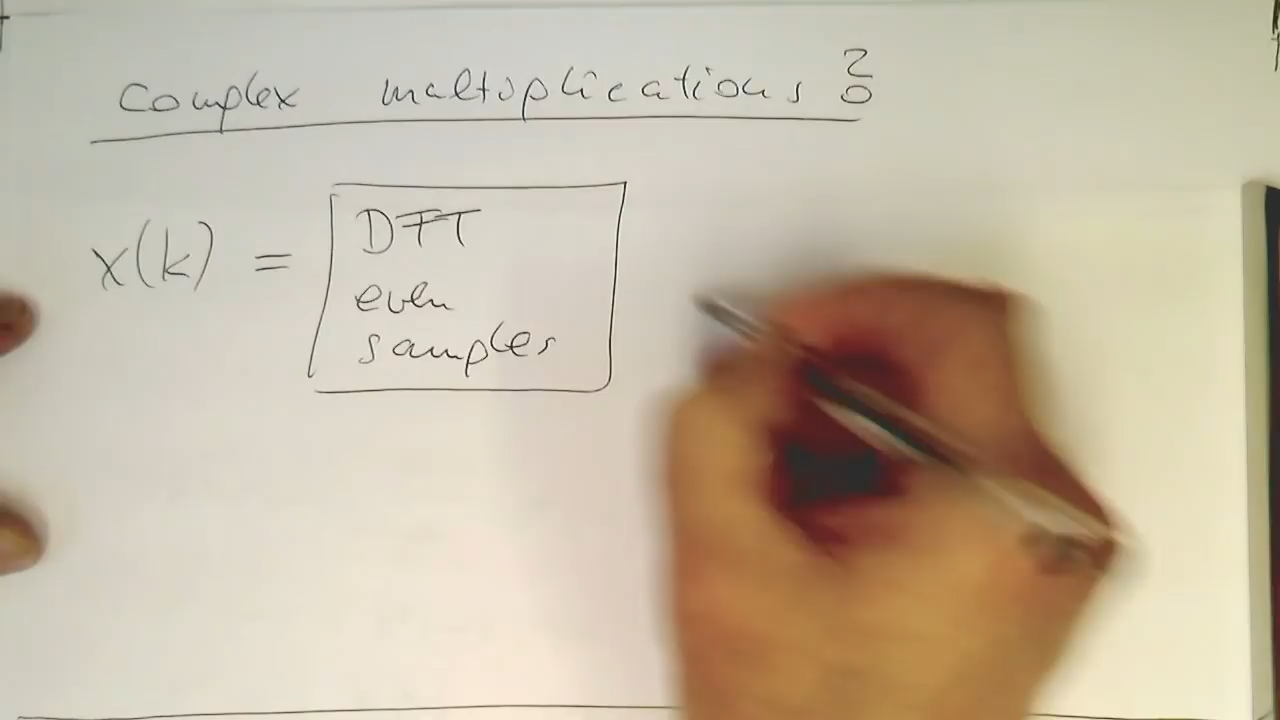 complex multiplications ?
x(k) =
DFT
even
samples